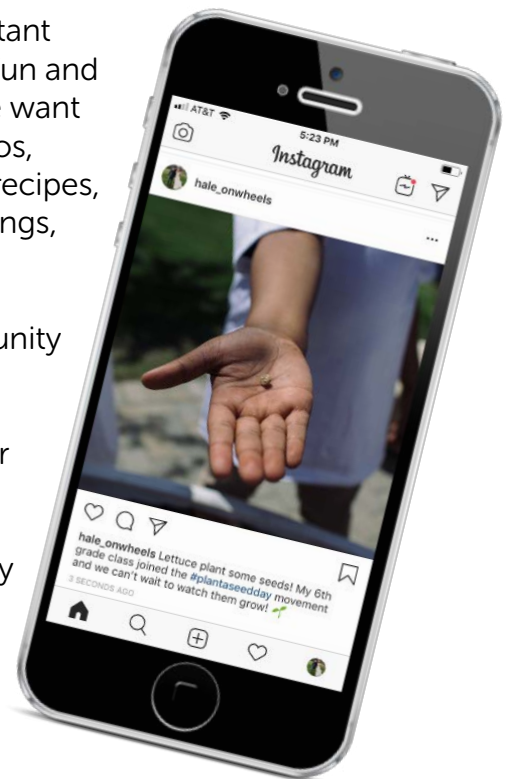 tant
un and
want
os,
recipes,
ngs,
unity
r
y
AT&T
5:23 PM
Instagram
hale_onwheels
hale_onwheels Lettuce plant some seeds! My 6th
grade class joined the #plantaseedday movement
and we can't wait to watch them grow! 🌱
3 SECONDS AGO